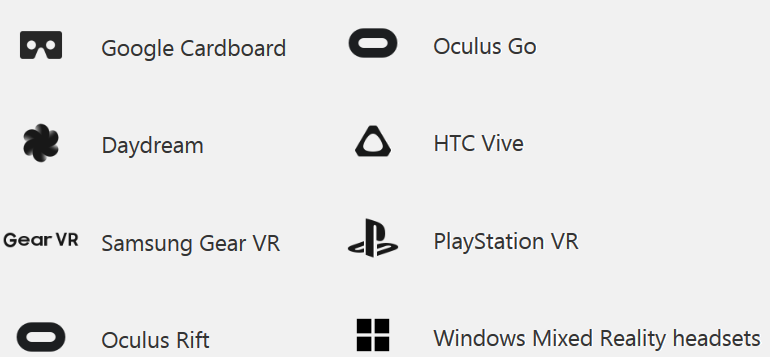 Google Cardboard
Oculus Go
Daydream
HTC Vive
Gear VR
Samsung Gear VR
PlayStation VR
Oculus Rift
Windows Mixed Reality headsets